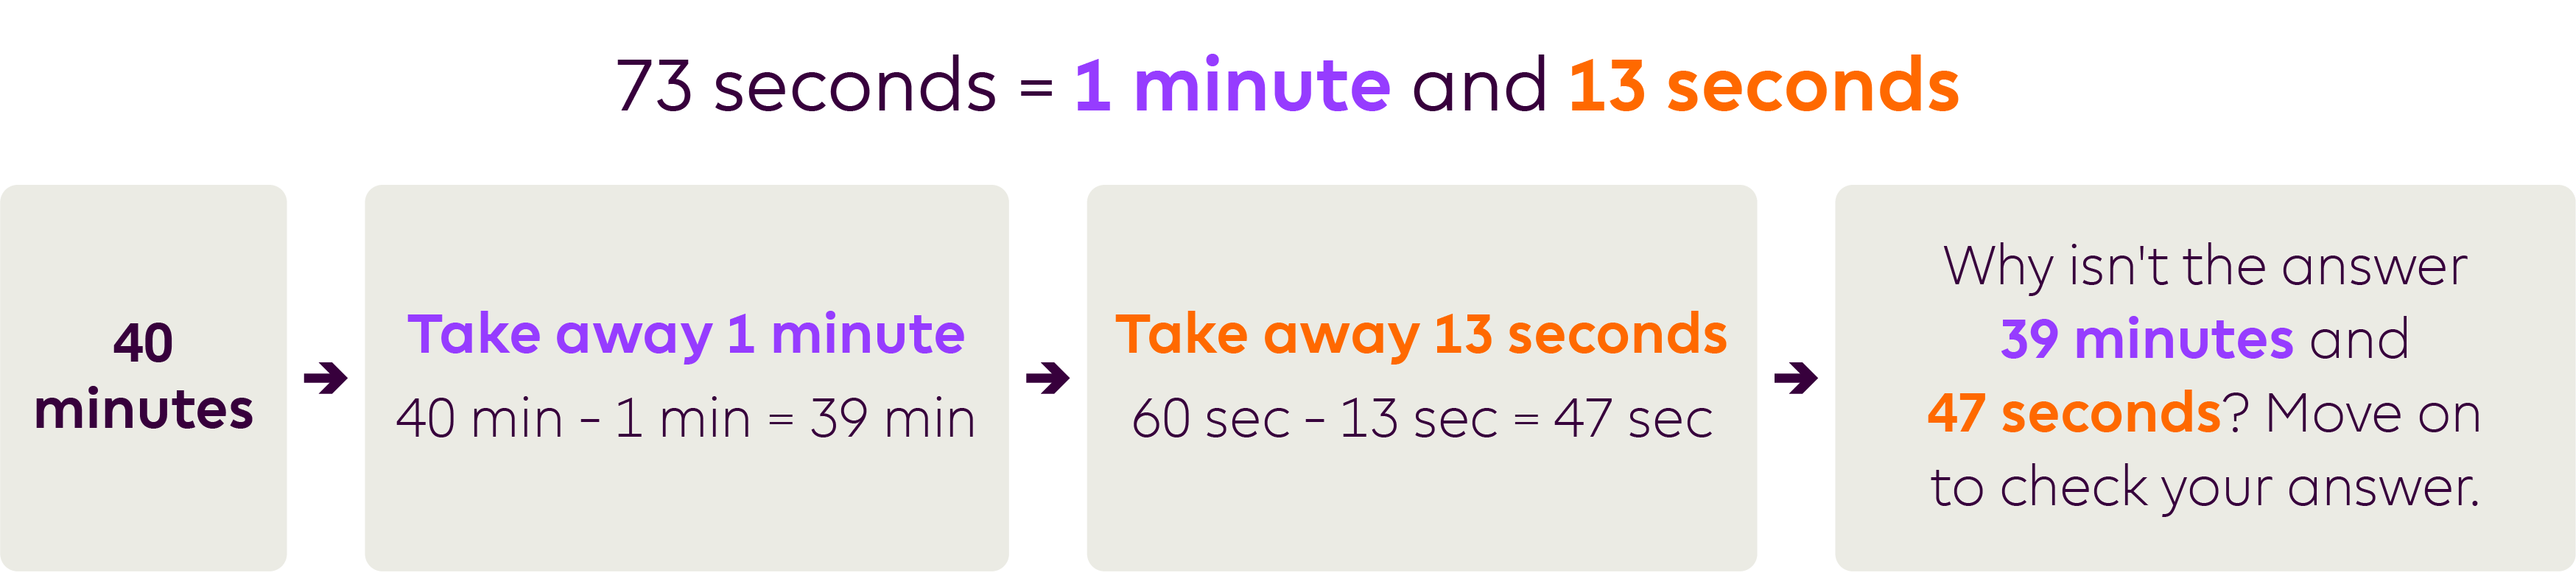 73 seconds = 1 minute and 13 seconds
40
minutes
➔
Take away 1 minute
40 min - 1 min = 39 min
➔
Take away 13 seconds
60 sec - 13 sec = 47 sec
➔
Why isn't the answer
39 minutes and
47 seconds? Move on
to check your answer.